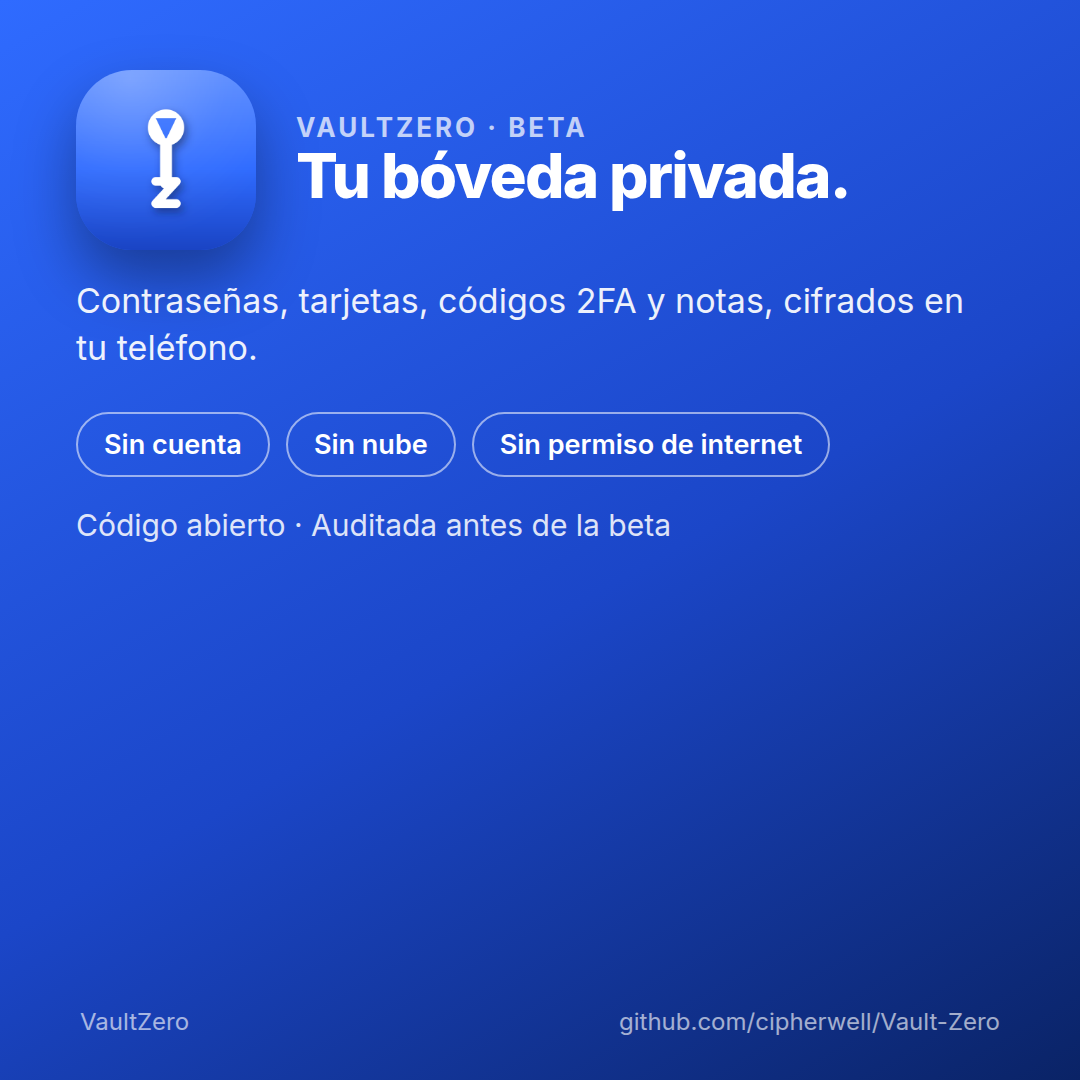 VAULTZERO · BETA
Tu bóveda privada.
Contraseñas, tarjetas, códigos 2FA y notas, cifrados en
tu teléfono.
Sin cuenta
Sin nube
Sin permiso de internet
Código abierto · Auditada antes de la beta
VaultZero
github.com/cipherwell/Vault-Zero